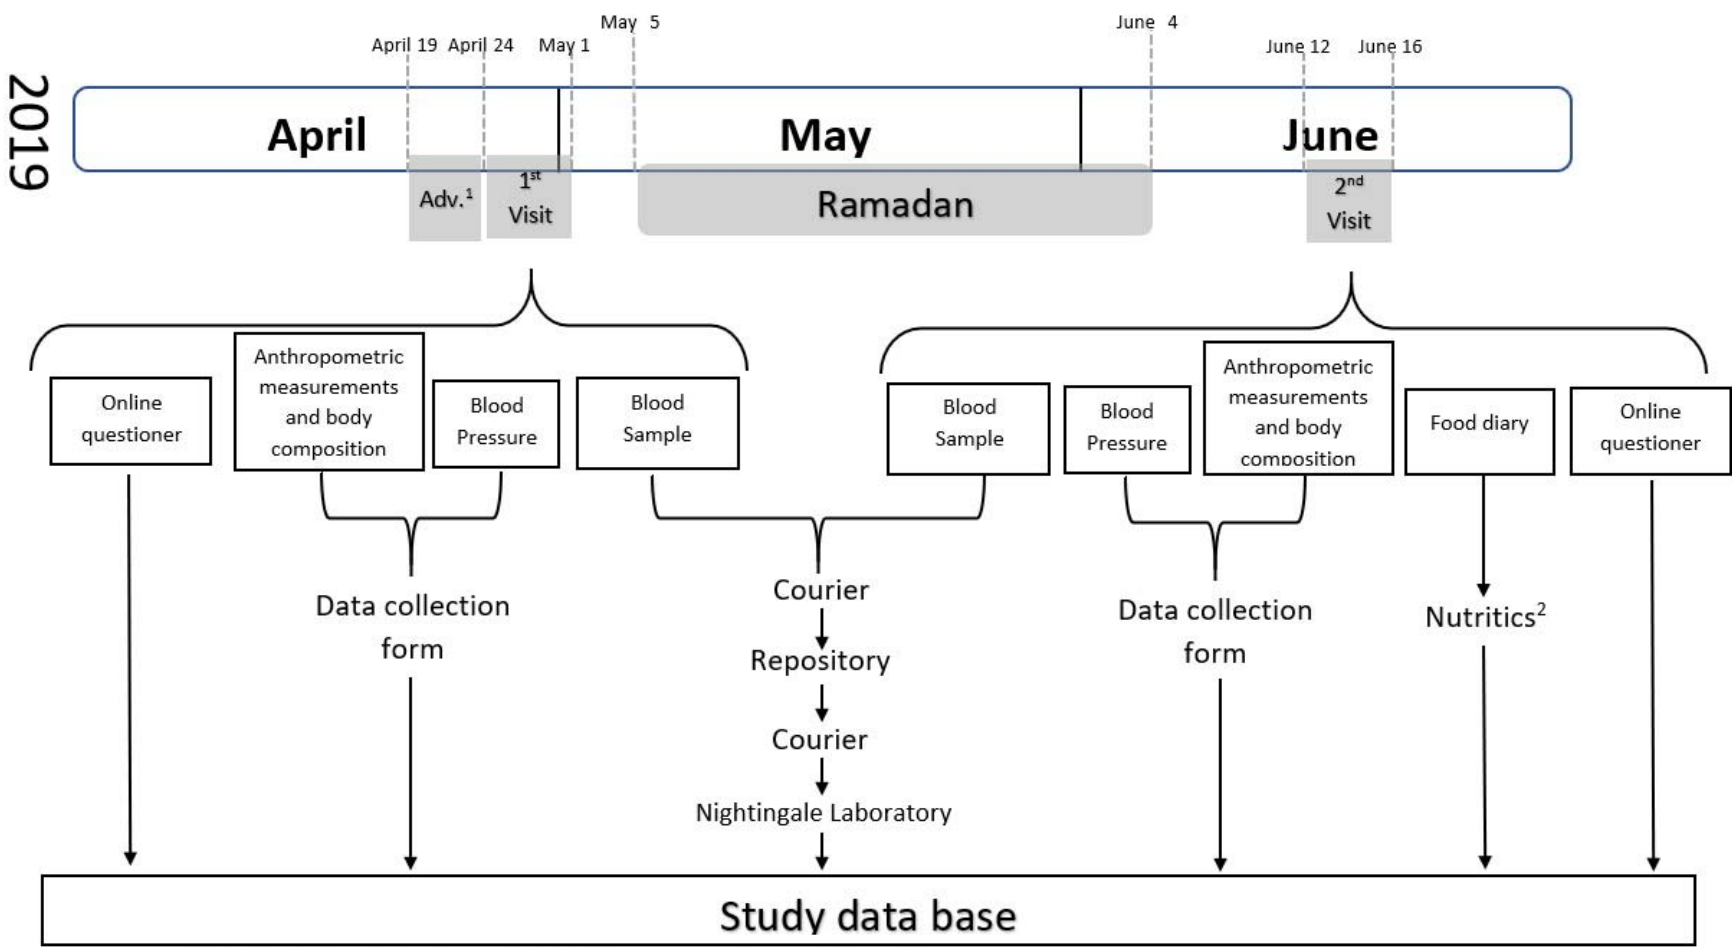 May 5
June 4
April 19 April 24 May 1
June 12 June 16
2019
April
May
June
Adv.¹
1st
Visit
Ramadan
2nd
Visit
Online
questioner
Anthropometric
measurements
and body
composition
Blood
Pressure
Blood
Sample
Blood
Sample
Blood
Pressure
Anthropometric
measurements
and body
composition
Food diary
Online
questioner
Data collection
form
Courier
Repository
Courier
Nightingale Laboratory
Data collection
form
Nutritics²
Study data base